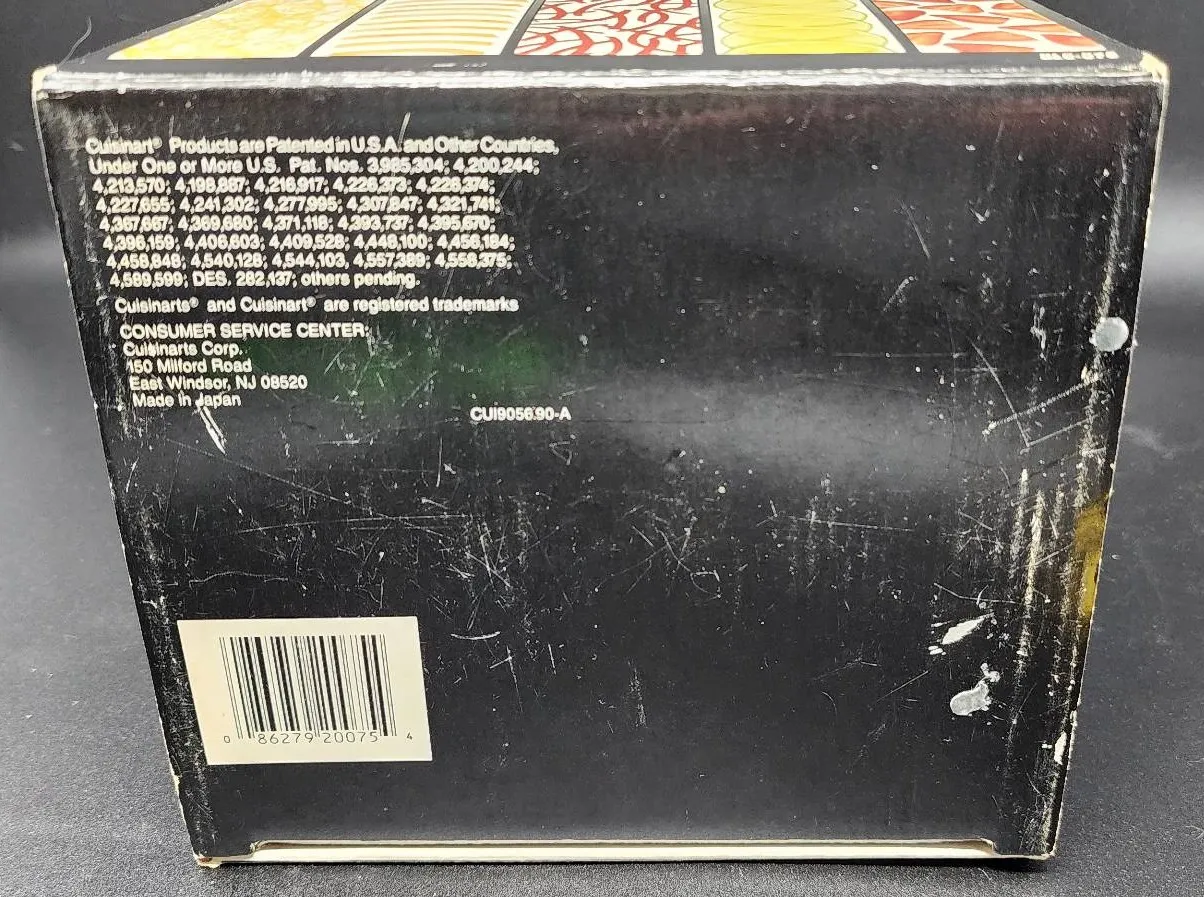 Cuisinart® Products are Patented in U.S.A. and Other Countries,
Under One or More U.S. Pat. Nos. 3,985,304; 4,200,244;
4,213,570; 4,198,887; 4,216,917; 4,226,373; 4,226,374;
4,227,655; 4,241,302; 4,277,995; 4,307,847; 4,321,741;
4,367,667; 4,369,680; 4,371,118; 4,393,737; 4,395,670;
4,396,159; 4,406,603; 4,409,528; 4,448,100; 4,456,184;
4,458,848; 4,540,128; 4,544,103, 4,557,389; 4,558,375;
4,589,599; DES. 282,137; others pending.
Cuisinarts® and Cuisinart® are registered trademarks
CONSUMER SERVICE CENTER:
Cuisinarts Corp.
150 Milford Road
East Windsor, NJ 08520
Made in Japan
CUI9056.90-A
0 86279 20075 4